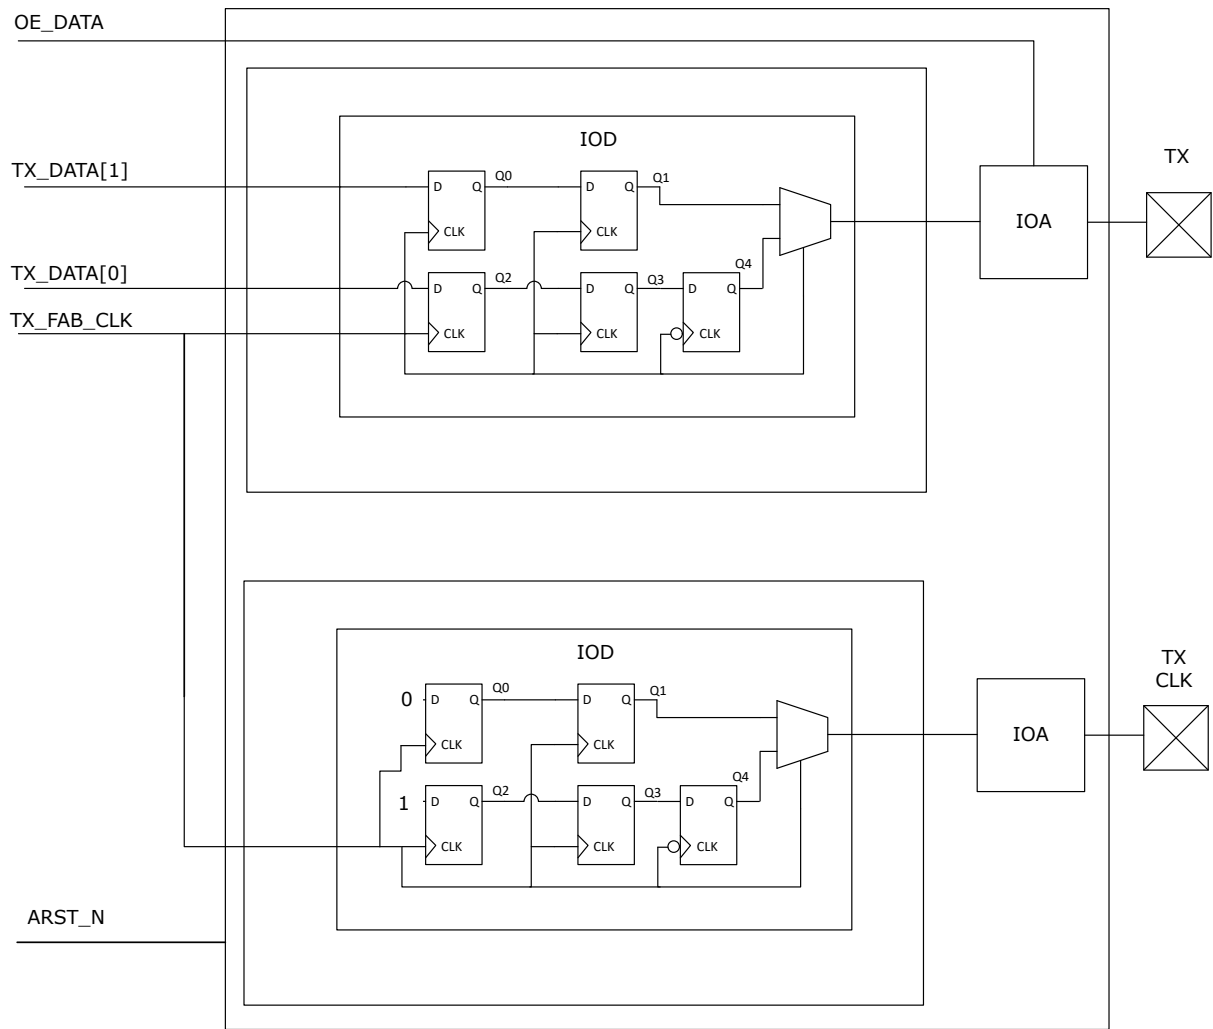 OE_DATA
IOD
TX_DATA[1]
D Q Q0 D Q Q1
CLK CLK
TX
IOA
TX_DATA[0]
D Q Q2 D Q Q3 D Q Q4
TX_FAB_CLK
CLK CLK CLK
IOD
0 D Q Q0 D Q Q1
CLK CLK
TX
CLK
IOA
1 D Q Q2 D Q Q3 D Q Q4
CLK CLK CLK
ARST_N